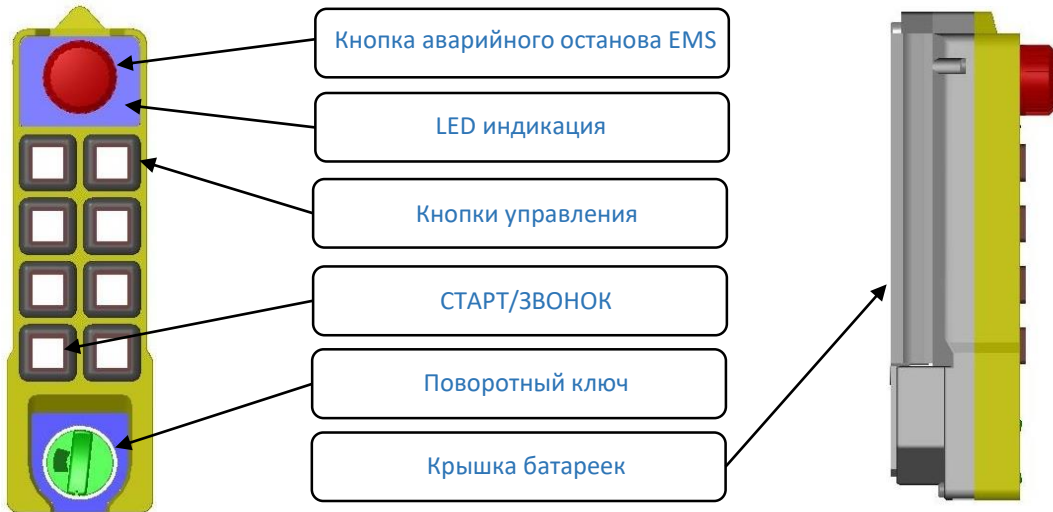 Кнопка аварийного останова EMS
LED индикация
Кнопки управления
СТАРТ/ЗВОНОК
Поворотный ключ
Крышка батареек